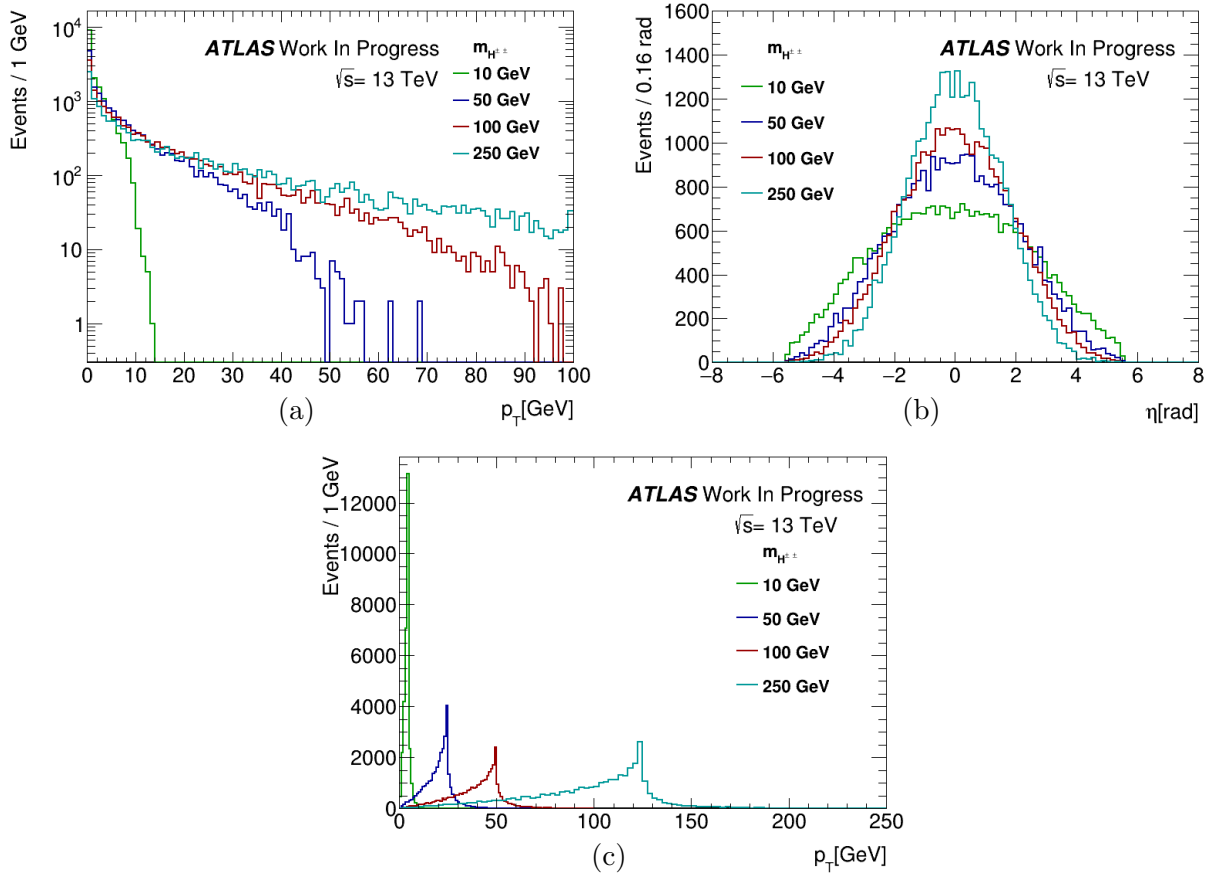 Events / 1 GeV
10⁴
10³
10²
10
1
ATLAS Work In Progress
√s= 13 TeV
m_H±±
10 GeV
50 GeV
100 GeV
250 GeV
0 10 20 30 40 50 60 70 80 90 100
p_T[GeV]
(a)
Events / 0.16 rad
1600
1400
1200
1000
800
600
400
200
0
ATLAS Work In Progress
√s= 13 TeV
m_H±±
10 GeV
50 GeV
100 GeV
250 GeV
−8 −6 −4 −2 0 2 4 6 8
η[rad]
(b)
Events / 1 GeV
12000
10000
8000
6000
4000
2000
0
ATLAS Work In Progress
√s= 13 TeV
m_H±±
10 GeV
50 GeV
100 GeV
250 GeV
0 50 100 150 200 250
p_T[GeV]
(c)